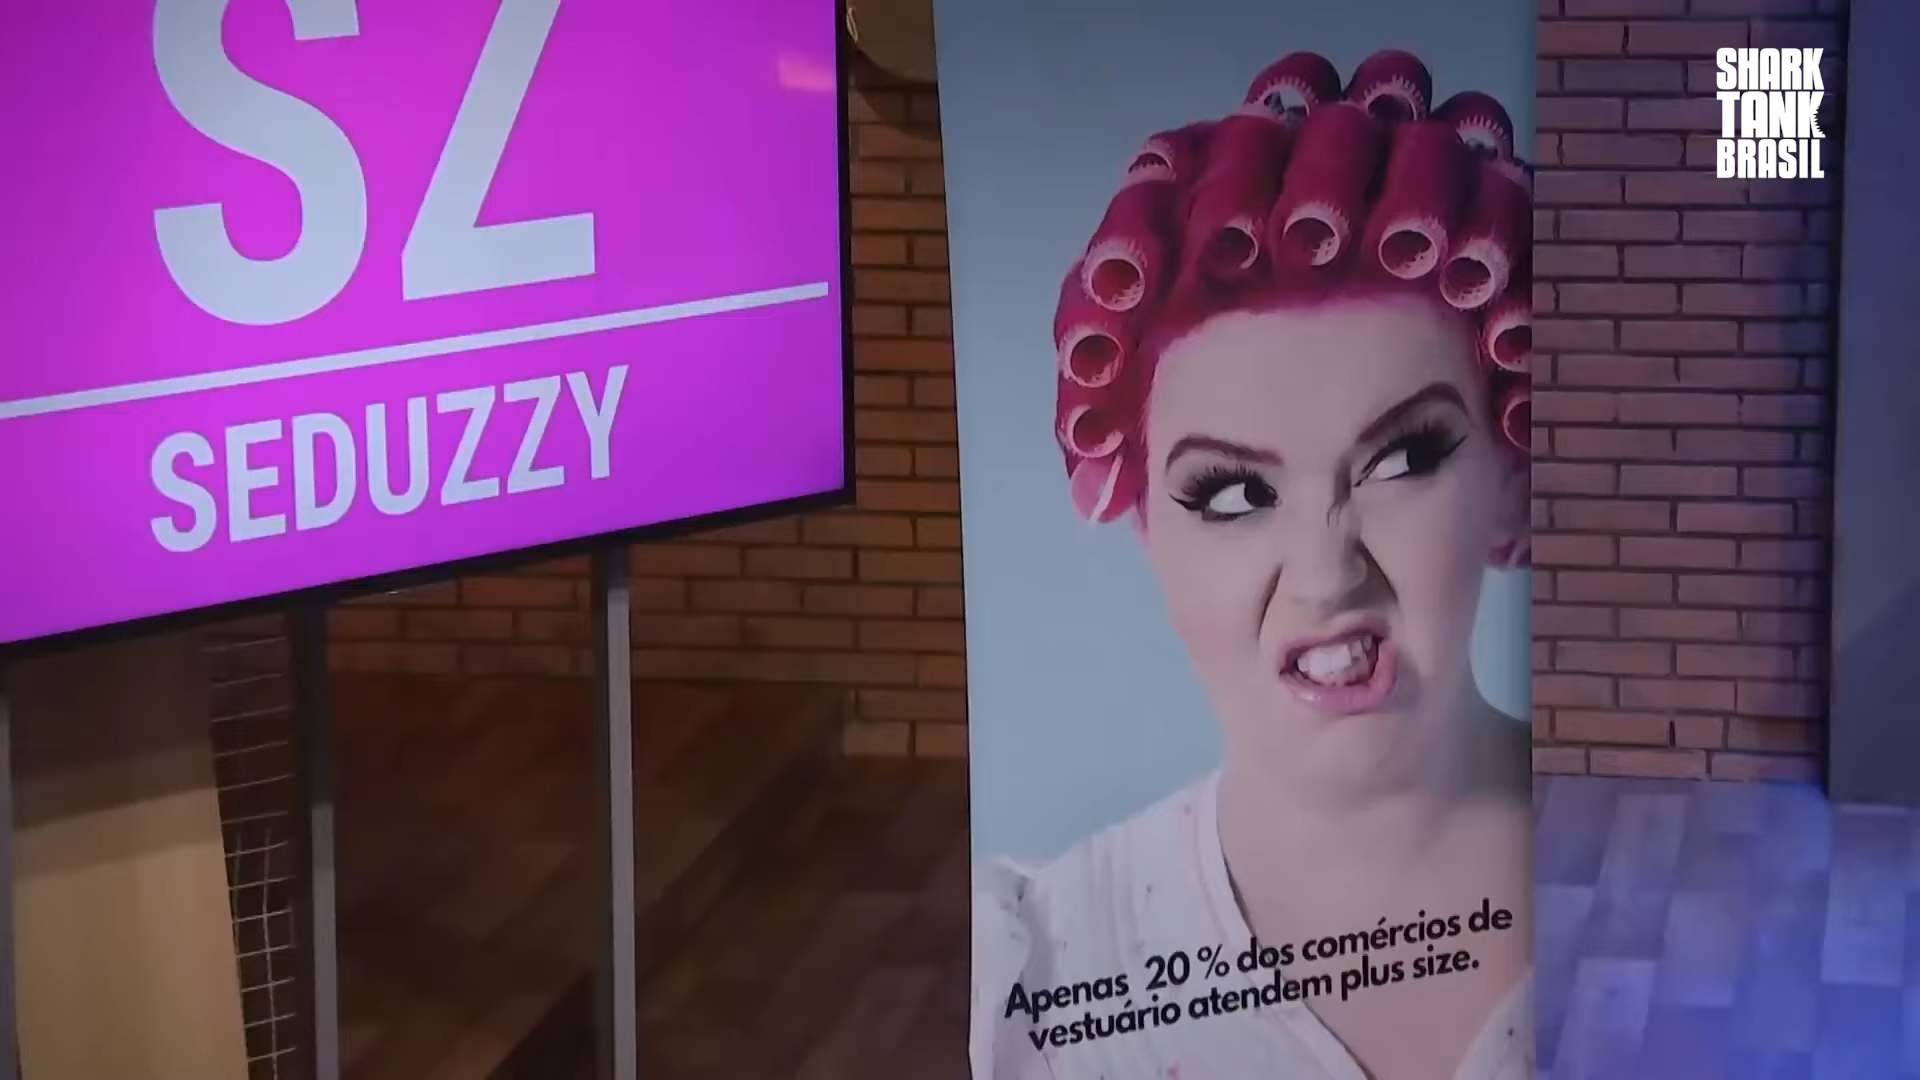 SZ
SEDUZZY
Apenas 20 % dos comércios de
vestuário atendem plus size.
SHARK
TANK
BRASIL